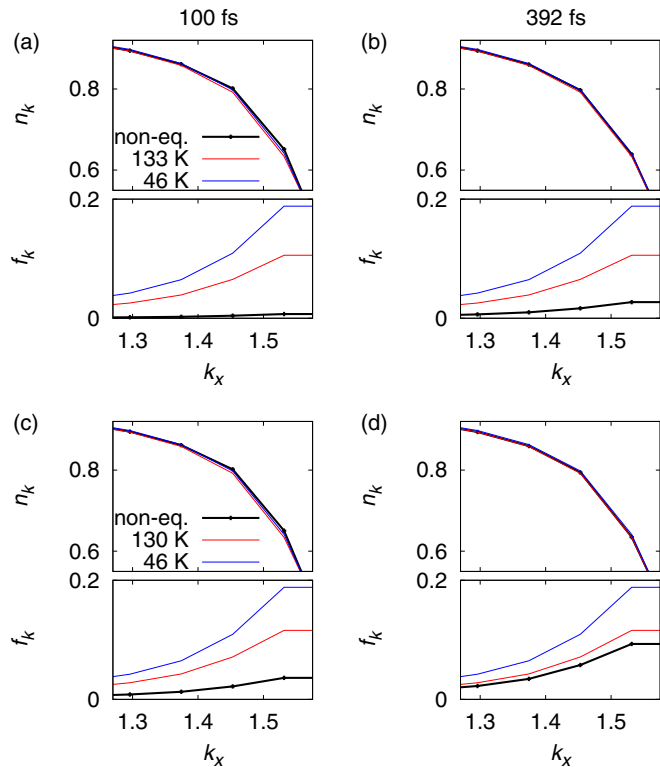 100 fs 392 fs
(a) (b)
n_k 0.8 0.6
non-eq.
133 K
46 K
n_k 0.8 0.6
f_k 0.2 0
f_k 0.2 0
1.3 1.4 1.5
k_x
1.3 1.4 1.5
k_x
(c) (d)
n_k 0.8 0.6
non-eq.
130 K
46 K
n_k 0.8 0.6
f_k 0.2 0
f_k 0.2 0
1.3 1.4 1.5
k_x
1.3 1.4 1.5
k_x